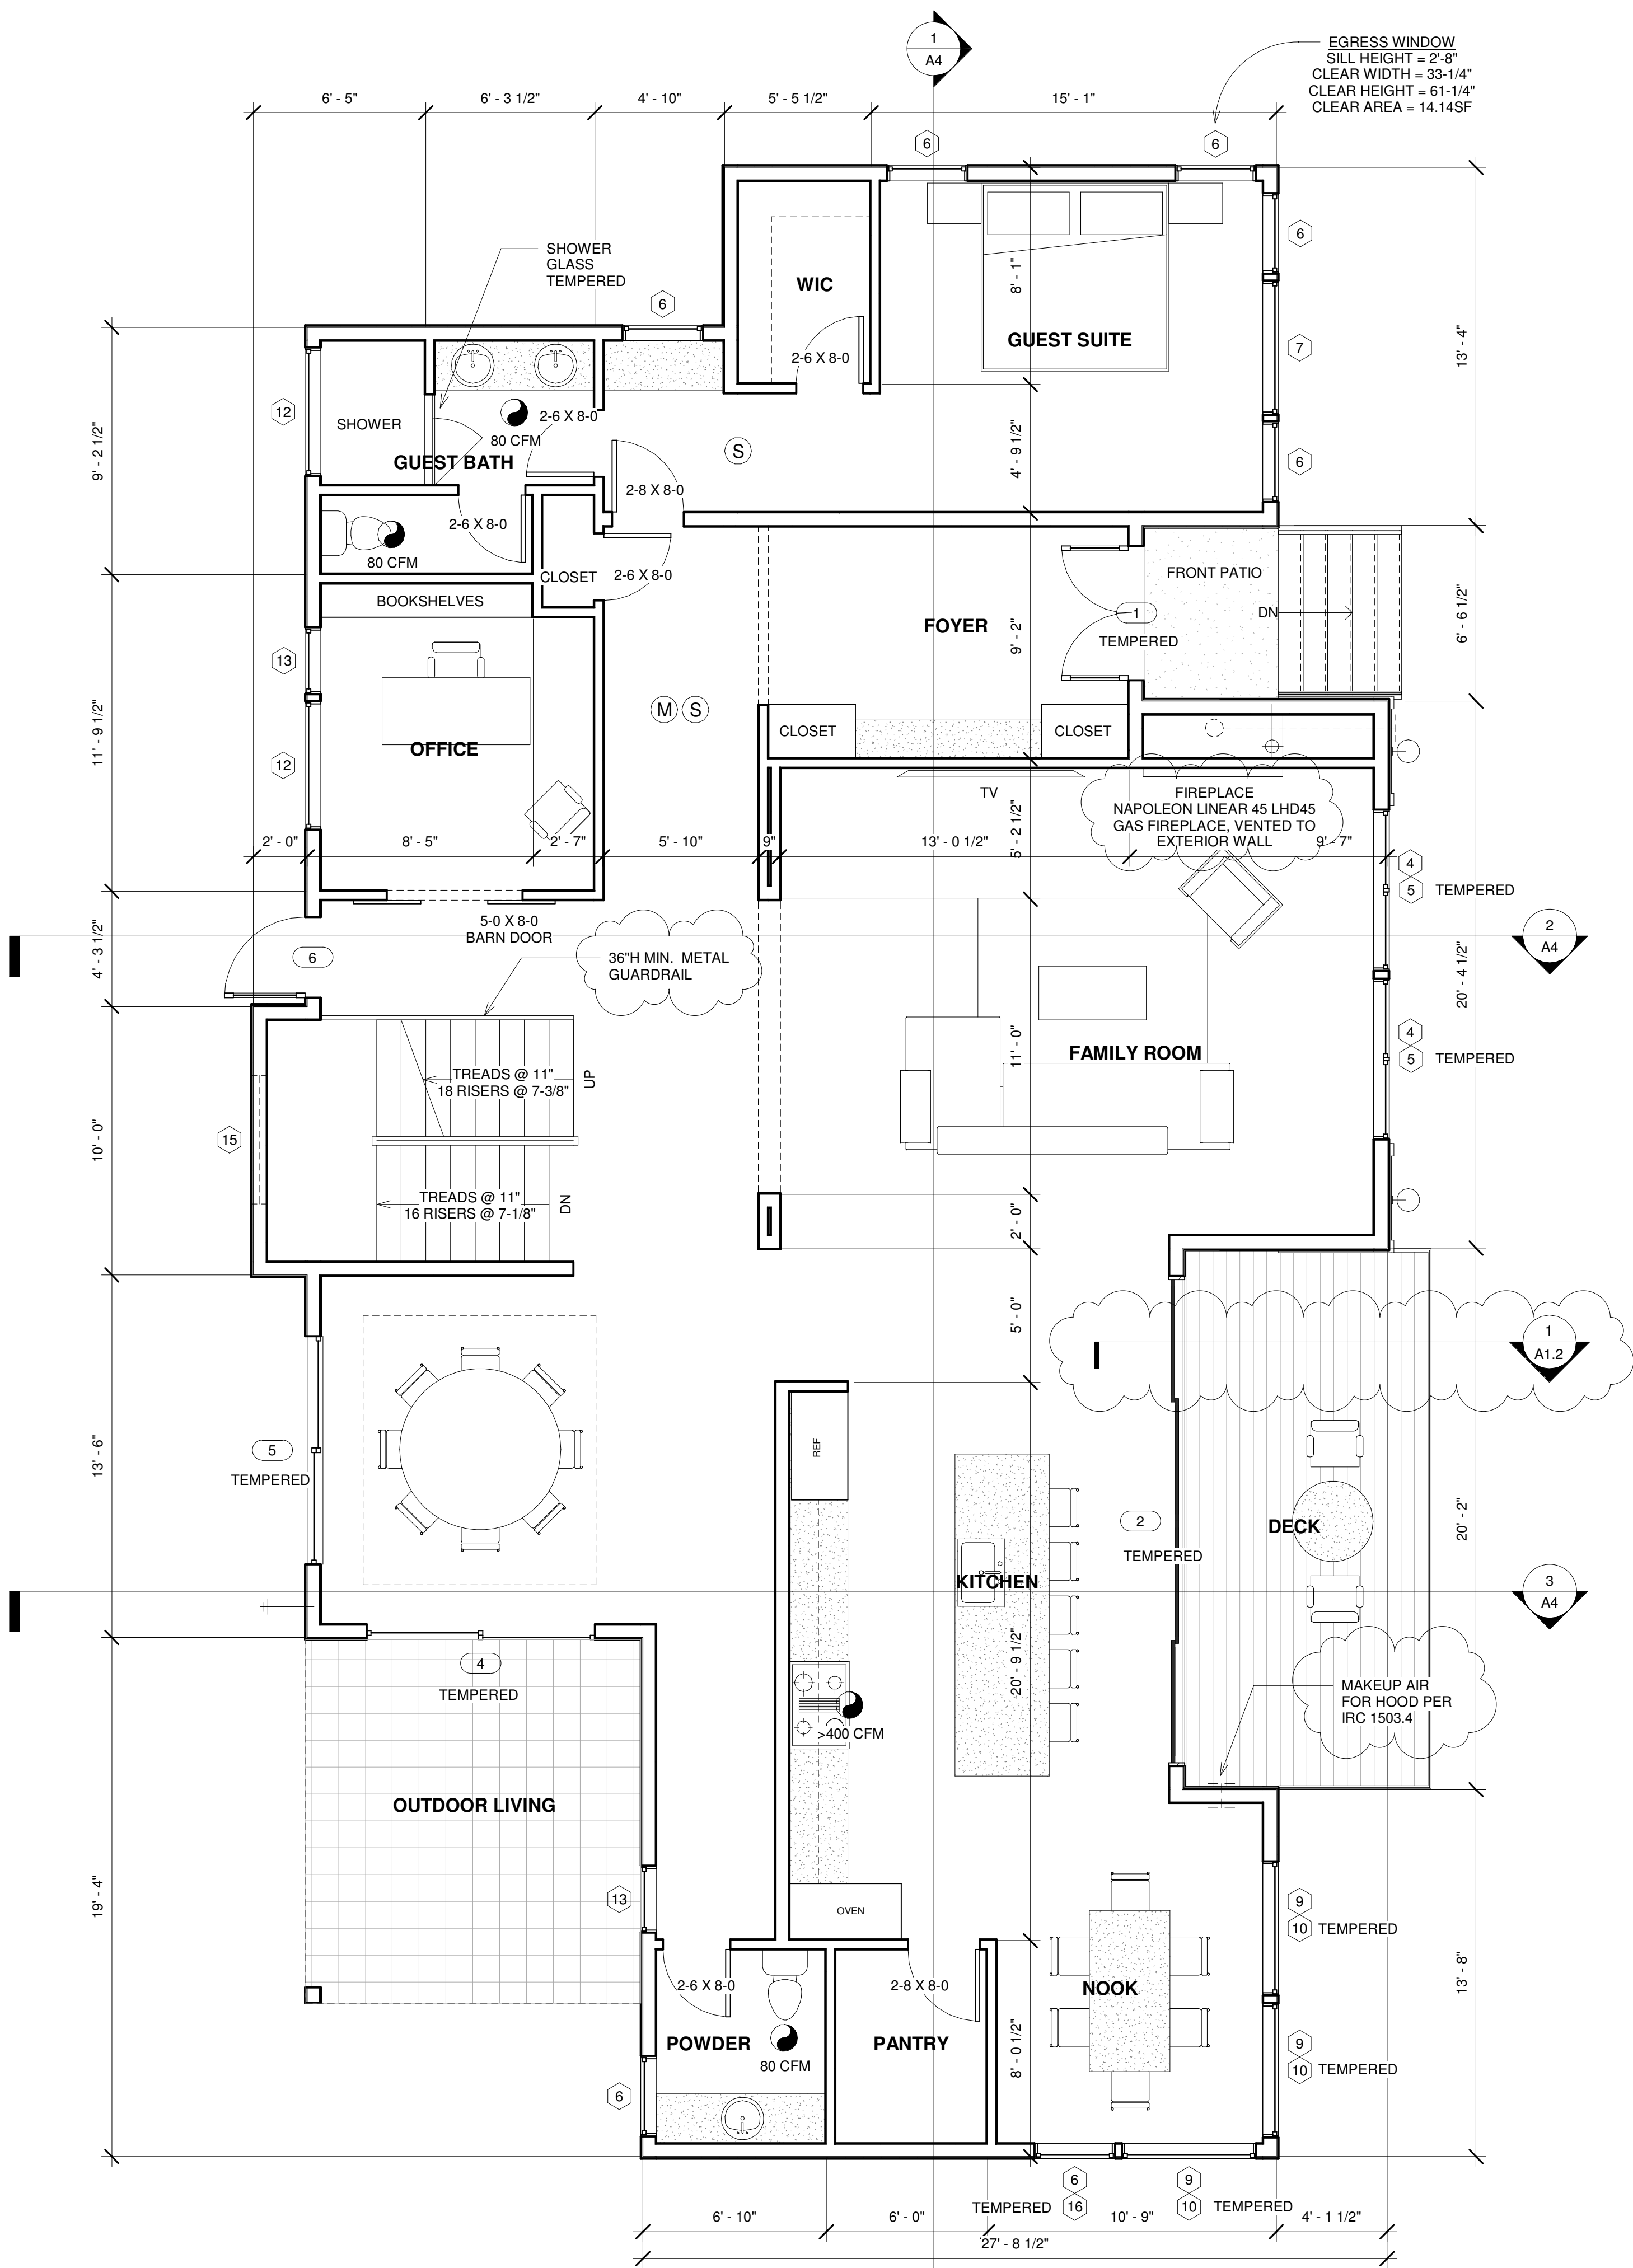 1
A4
EGRESS WINDOW
SILL HEIGHT = 2'-8"
CLEAR WIDTH = 33-1/4"
CLEAR HEIGHT = 61-1/4"
CLEAR AREA = 14.14SF
6' - 5"
6' - 3 1/2"
4' - 10"
5' - 5 1/2"
15' - 1"
6
6
SHOWER
GLASS
TEMPERED
6
WIC
8' - 1"
6
GUEST SUITE
7
13' - 4"
2-6 X 8-0
12
SHOWER
2-6 X 8-0
80 CFM
GUEST BATH
S
4' - 9 1/2"
6
9' - 2 1/2"
2-8 X 8-0
2-6 X 8-0
80 CFM
CLOSET
2-6 X 8-0
BOOKSHELVES
FRONT PATIO
DN
1
TEMPERED
FOYER
9' - 2"
6' - 6 1/2"
13
M
S
OFFICE
12
11' - 9 1/2"
CLOSET
CLOSET
TV
FIREPLACE
NAPOLEON LINEAR 45 LHD45
GAS FIREPLACE, VENTED TO
EXTERIOR WALL
5' - 2 1/2"
2' - 0"
8' - 5"
2' - 7"
5' - 10"
9"
13' - 0 1/2"
9' - 7"
4
5
TEMPERED
5-0 X 8-0
BARN DOOR
2
A4
4' - 3 1/2"
6
36"H MIN. METAL
GUARDRAIL
20' - 4 1/2"
11' - 0"
FAMILY ROOM
4
5
TEMPERED
TREADS @ 11"
18 RISERS @ 7-3/8"
UP
15
10' - 0"
TREADS @ 11"
16 RISERS @ 7-1/8"
DN
2' - 0"
5' - 0"
1
A1.2
13' - 6"
5
TEMPERED
REF
2
TEMPERED
DECK
20' - 2"
KITCHEN
3
A4
20' - 9 1/2"
4
TEMPERED
MAKEUP AIR
FOR HOOD PER
IRC 1503.4
>400 CFM
OUTDOOR LIVING
19' - 4"
13
OVEN
9
10
TEMPERED
2-6 X 8-0
2-8 X 8-0
NOOK
13' - 8"
POWDER
80 CFM
PANTRY
8' - 0 1/2"
9
10
TEMPERED
6
TEMPERED
6
16
9
10
TEMPERED
6' - 10"
6' - 0"
10' - 9"
4' - 1 1/2"
27' - 8 1/2"